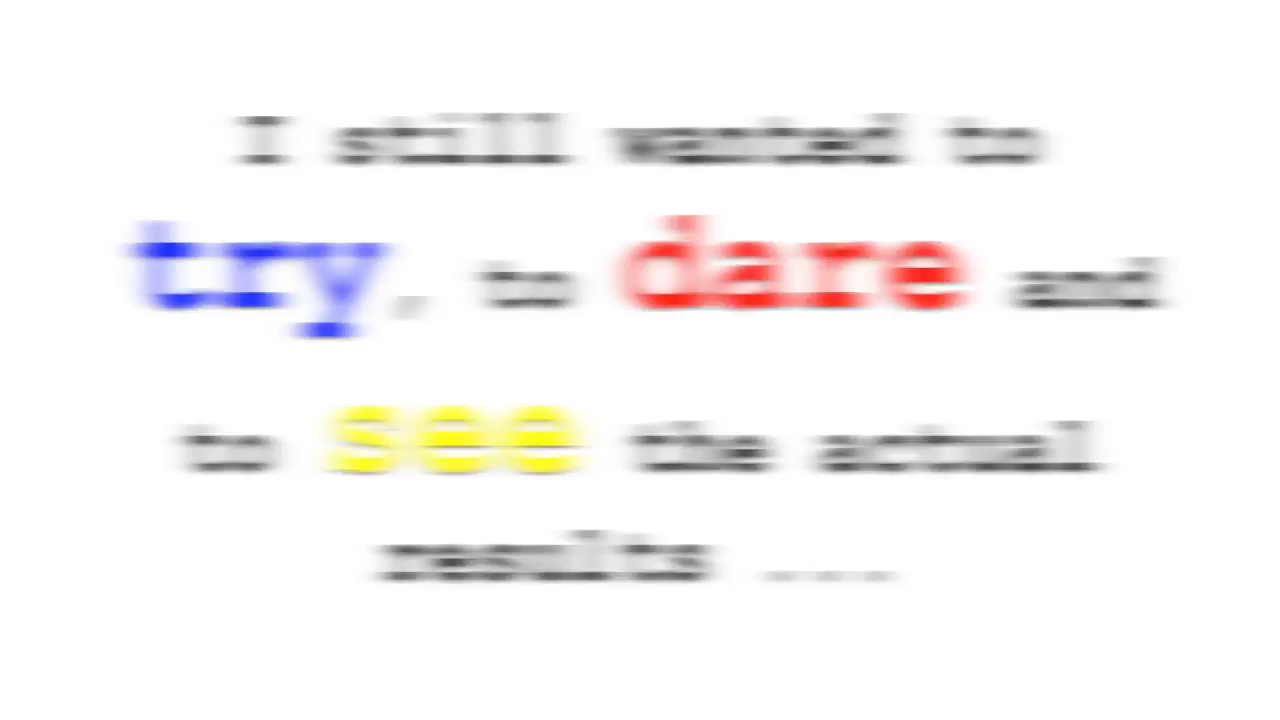 I still wanted to
try, to dare and
to see the actual
results ...